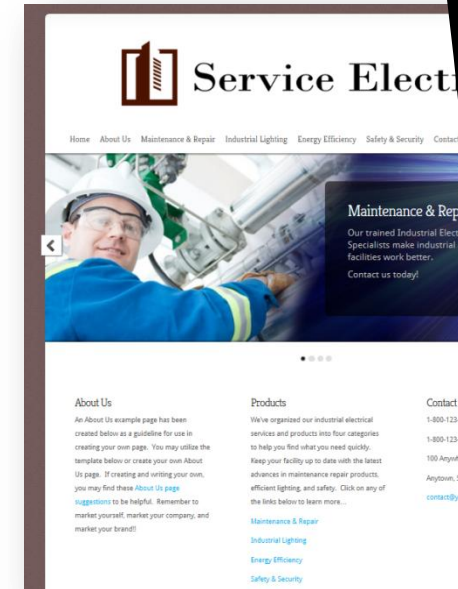 Service
Home About Us Maintenance & Repair Industrial Lighting Energy Efficiency Safety & Security Contact
Maintenance &
Our trained Industrial
Specialists make industrial
facilities work better.
Contact us today!
About Us
An About Us example page has been
created below as a guideline for use in
creating your own page. You may utilize the
template below or create your own About
Us page. If creating and writing your own,
you may find these About Us page
suggestions to be helpful. Remember to
market yourself, market your company, and
market your brand!!
Products
We've organized our industrial electrical
services and products into four categories
to help you find what you need quickly.
Keep your facility up to date with the latest
advances in maintenance repair products,
efficient lighting, and safety. Click on any of
the links below to learn more...
Maintenance & Repair
Industrial Lighting
Energy Efficiency
Safety & Security
Contact
1-800-123
1-800-123
100
Anytown,